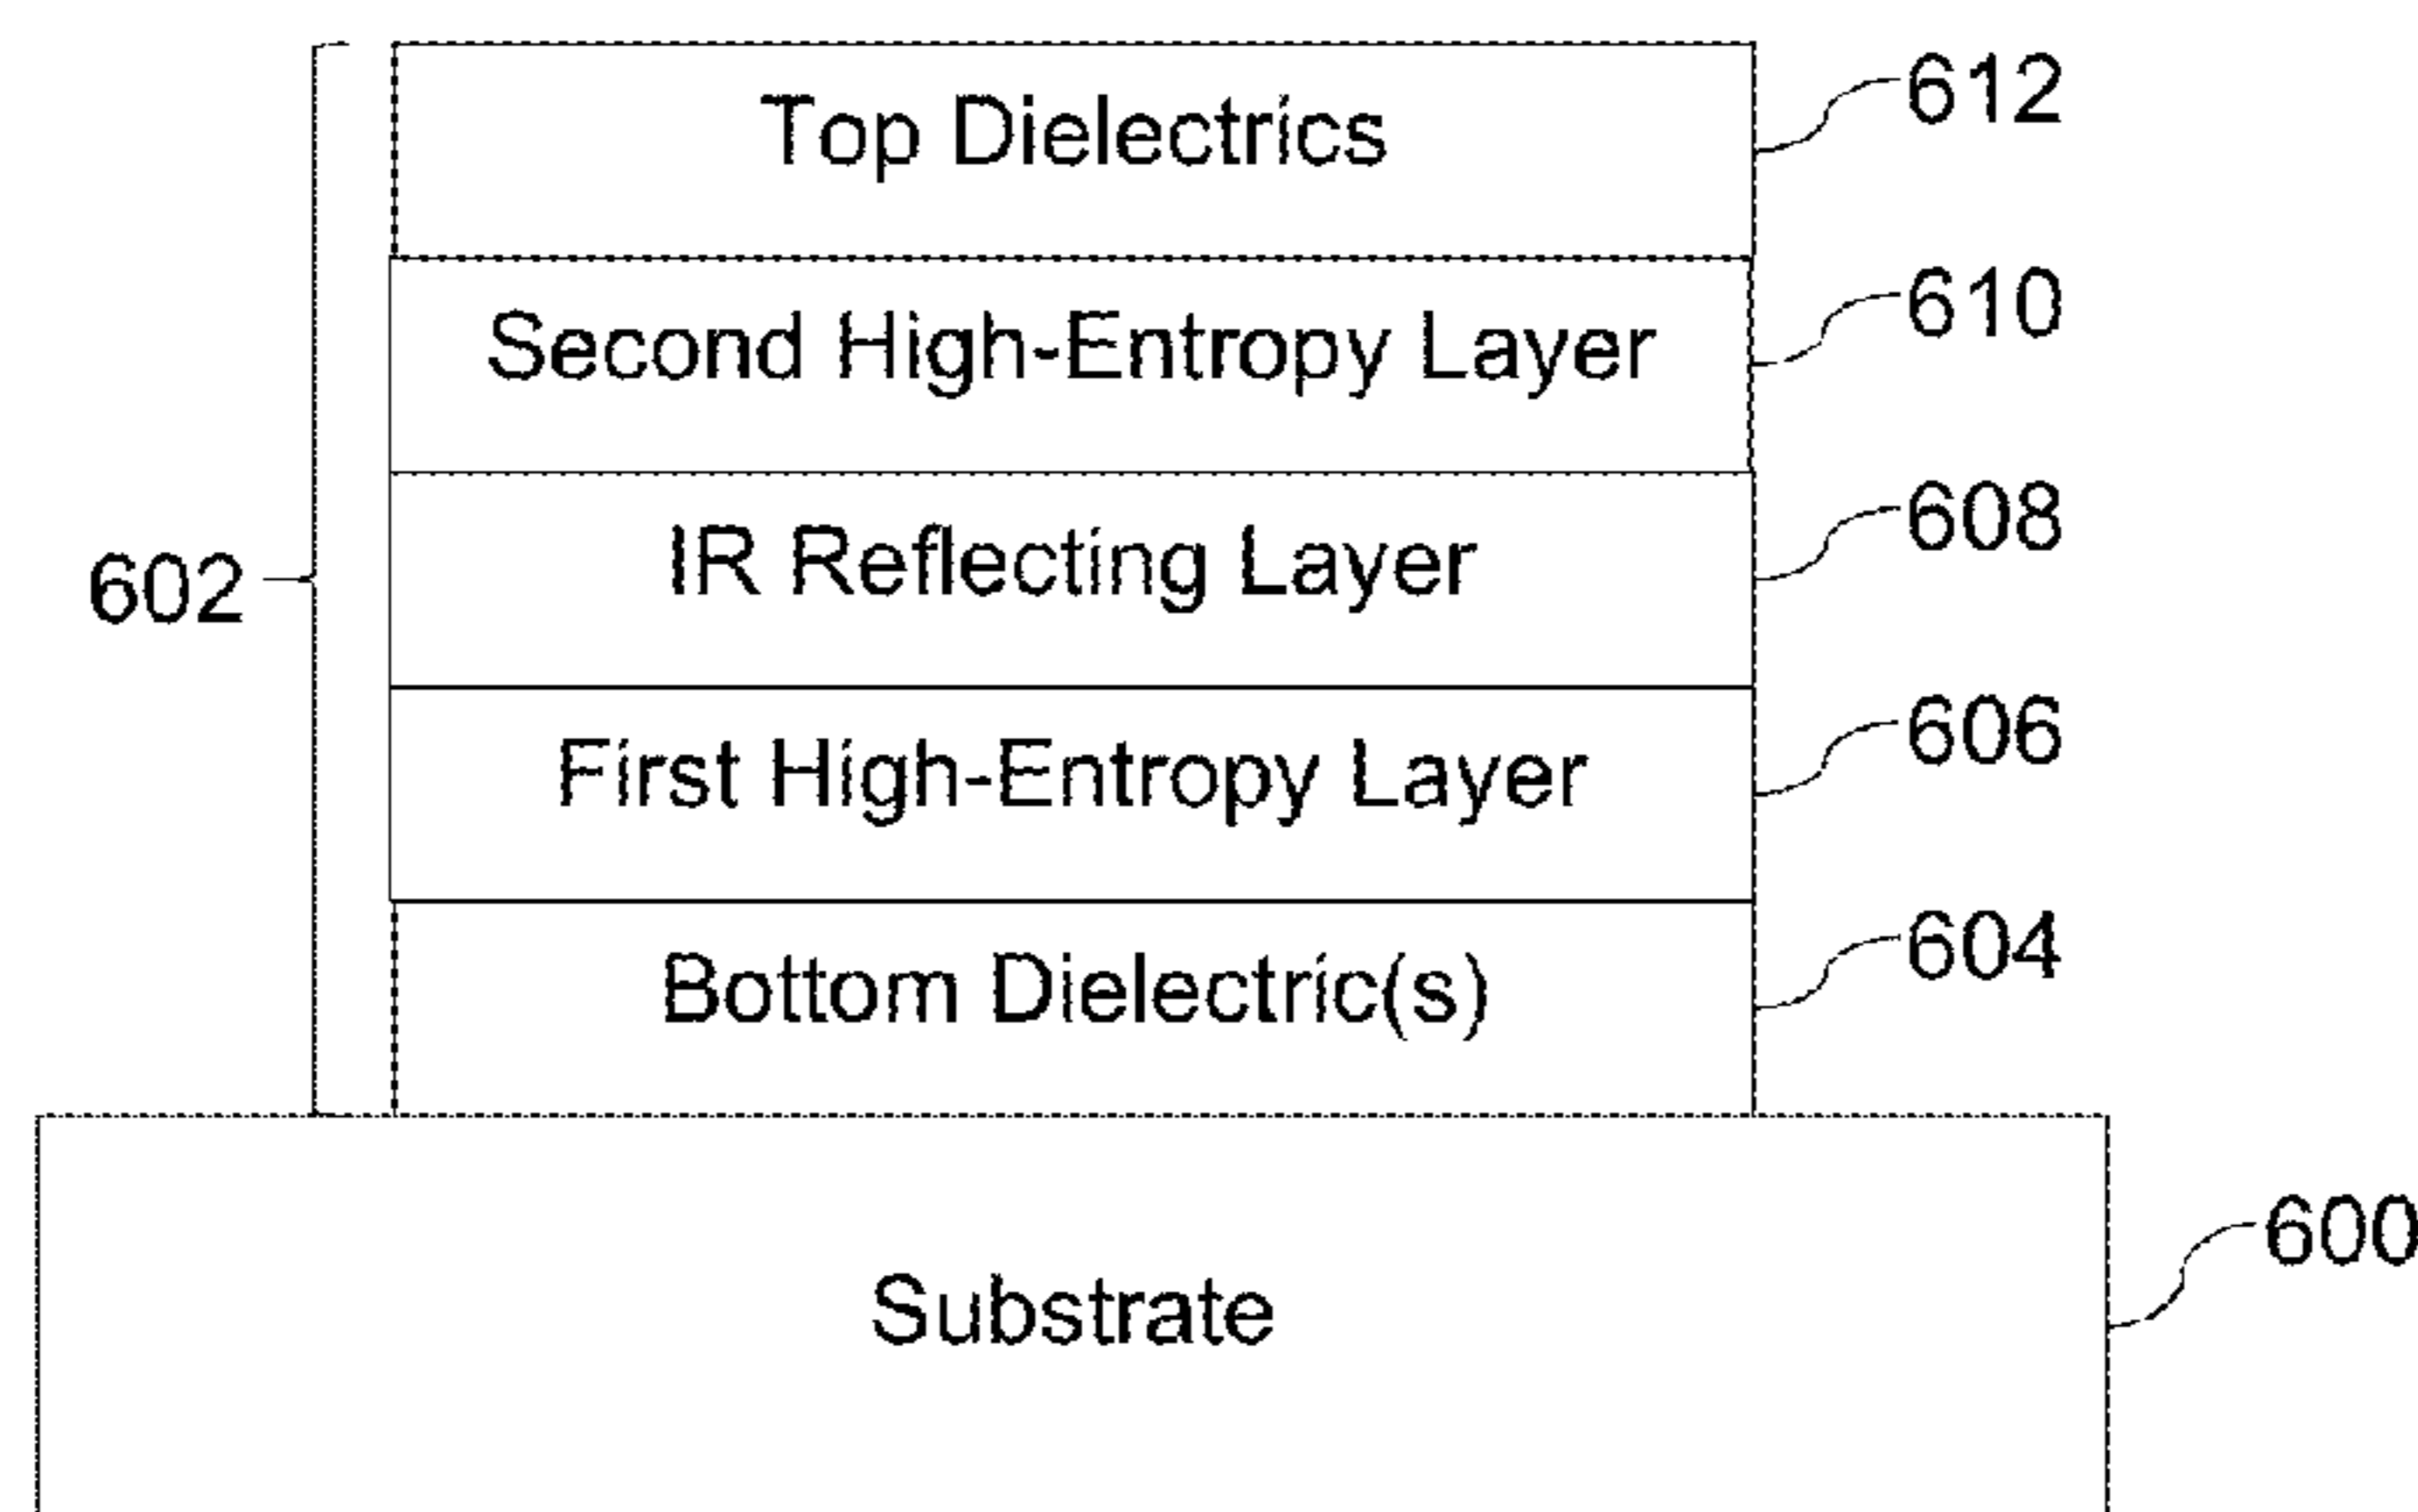 Top Dielectrics
612
Second High-Entropy Layer
610
IR Reflecting Layer
608
602
First High-Entropy Layer
606
Bottom Dielectric(s)
604
Substrate
600